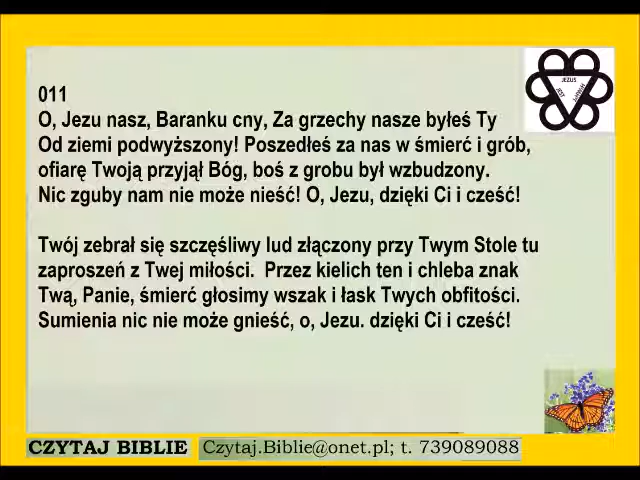 011
O, Jezu nasz, Baranku cny, Za grzechy nasze byłeś Ty
Od ziemi podwyższony! Poszedłeś za nas w śmierć i grób,
ofiarę Twoją przyjął Bóg, boś z grobu był wzbudzony.
Nic zguby nam nie może nieść! O, Jezu, dzięki Ci i cześć!
Twój zebrał się szczęśliwy lud złączony przy Twym Stole tu
zaproszeń z Twej miłości.  Przez kielich ten i chleba znak
Twą, Panie, śmierć głosimy wszak i łask Twych obfitości.
Sumienia nic nie może gnieść, o, Jezu. dzięki Ci i cześć!
JEZUS
JEST
CZYTAJ BIBLIE
Czytaj.Biblie@onet.pl; t. 739089088